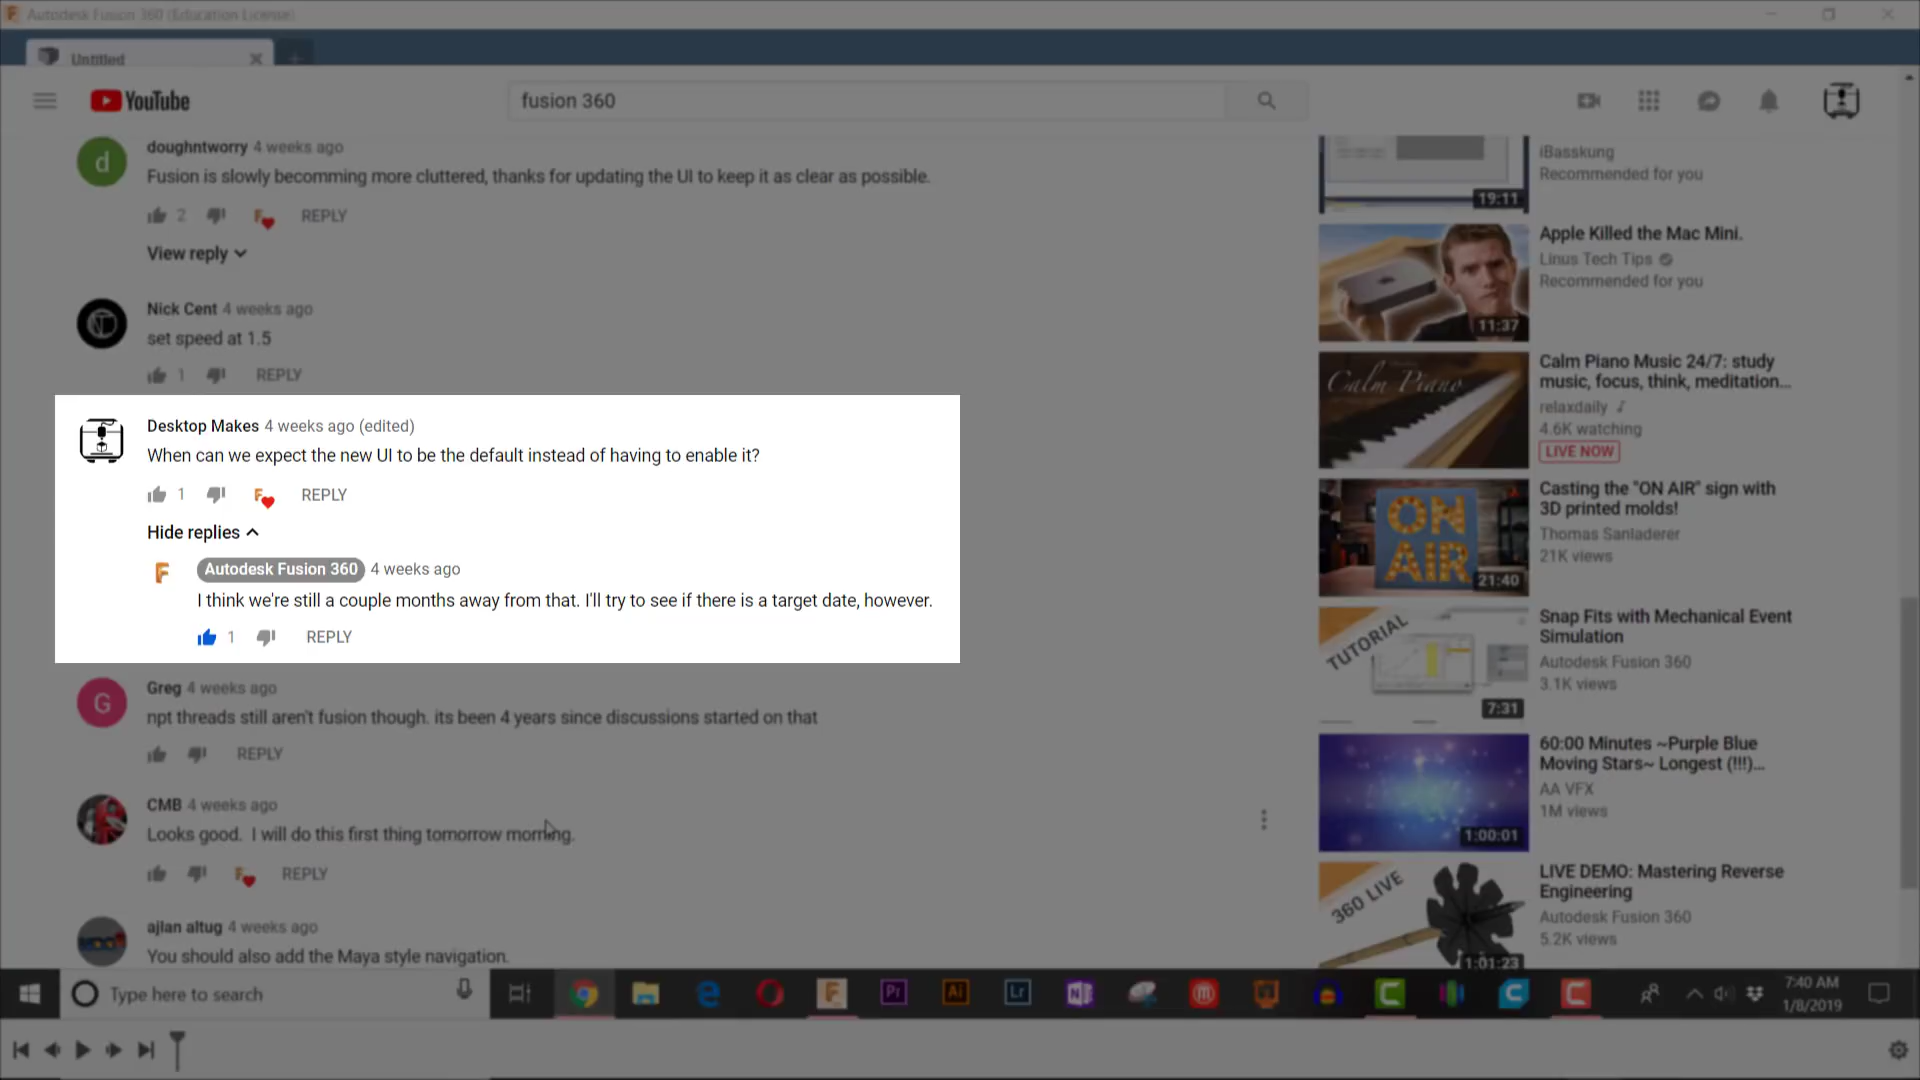 Autodesk Fusion 360 (Education License)
Untitled
YouTube
fusion 360
doughntworry 4 weeks ago
Fusion is slowly becomming more cluttered, thanks for updating the UI to keep it as clear as possible.
2 REPLY
View reply
Nick Cent 4 weeks ago
set speed at 1.5
1 REPLY
Desktop Makes 4 weeks ago (edited)
When can we expect the new UI to be the default instead of having to enable it?
1 REPLY
Hide replies
Autodesk Fusion 360 4 weeks ago
I think we're still a couple months away from that. I'll try to see if there is a target date, however.
1 REPLY
Greg 4 weeks ago
npt threads still aren't fusion though. its been 4 years since discussions started on that
REPLY
CMB 4 weeks ago
Looks good. I will do this first thing tomorrow morning.
REPLY
ajlan altug 4 weeks ago
You should also add the Maya style navigation.
iBasskung
Recommended for you
19:11
Apple Killed the Mac Mini.
Linus Tech Tips
Recommended for you
11:37
Calm Piano
Calm Piano Music 24/7: study
music, focus, think, meditation...
relaxdaily
4.6K watching
LIVE NOW
ON AIR
21:40
Casting the "ON AIR" sign with
3D printed molds!
Thomas Sanladerer
21K views
TUTORIAL
7:31
Snap Fits with Mechanical Event
Simulation
Autodesk Fusion 360
3.1K views
1:00:01
60:00 Minutes ~Purple Blue
Moving Stars~ Longest (!!!)...
AA VFX
1M views
360 LIVE
1:01:23
LIVE DEMO: Mastering Reverse
Engineering
Autodesk Fusion 360
5.2K views
Type here to search
Pr
Ai
Lr
7:40 AM
1/8/2019